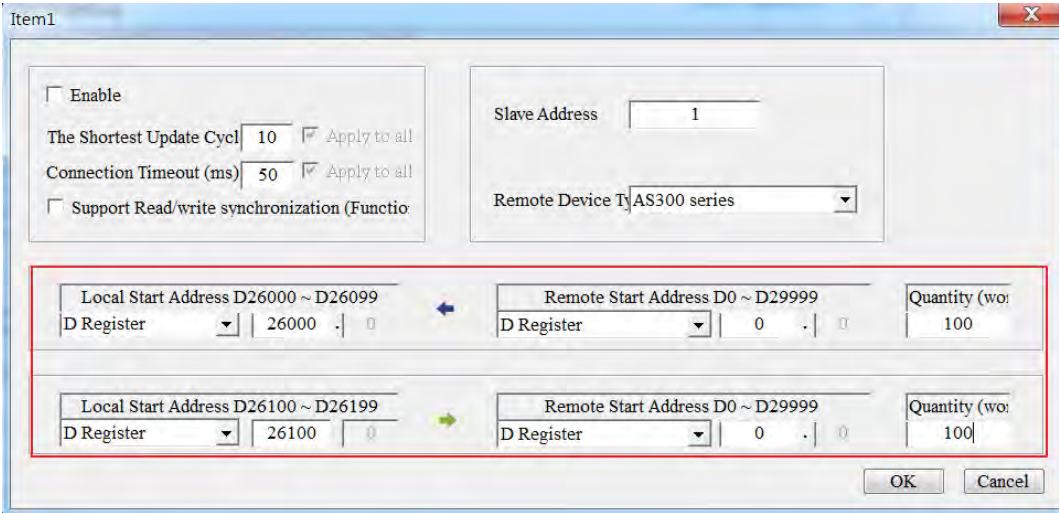 Item1
Enable
The Shortest Update Cycl 10 Apply to all
Connection Timeout (ms) 50 Apply to all
Support Read/write synchronization (Functio
Slave Address 1
Remote Device Ty AS300 series
Local Start Address D26000 ~ D26099 Remote Start Address D0 ~ D29999 Quantity (wo
D Register 26000 . 0 D Register 0 . 0 100
Local Start Address D26100 ~ D26199 Remote Start Address D0 ~ D29999 Quantity (wo
D Register 26100 0 D Register 0 . 0 100
OK Cancel